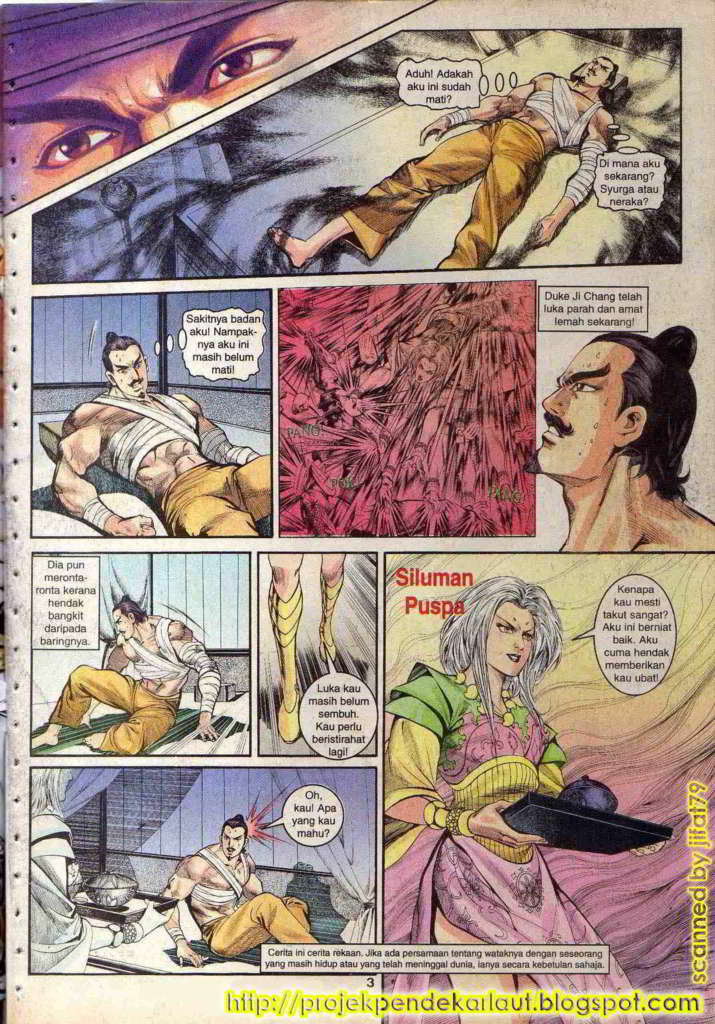 Aduh! Adakah
aku ini sudah
mati?
Di mana aku
sekarang?
Syurga atau
neraka?
Sakitnya badan
aku! Nampak-
nya aku ini
masih belum
mati!
PANG
POK
PANG
Duke Ji Chang telah
luka parah dan amat
lemah sekarang!
Dia pun
meronta-
ronta kerana
hendak
bangkit
daripada
baringnya.
Luka kau
masih belum
sembuh.
Kau perlu
beristirahat
lagi!
Siluman
Puspa
Kenapa
kau mesti
takut sangat?
Aku ini berniat
baik. Aku
cuma hendak
memberikan
kau ubat!
Oh,
kau! Apa
yang kau
mahu?
Cerita ini cerita rekaan. Jika ada persamaan tentang wataknya dengan seseorang
yang masih hidup atau yang telah meninggal dunia, ianya secara kebetulan sahaja.
3
http://projekpendekarlaut.blogspot.com
scanned by jifat79